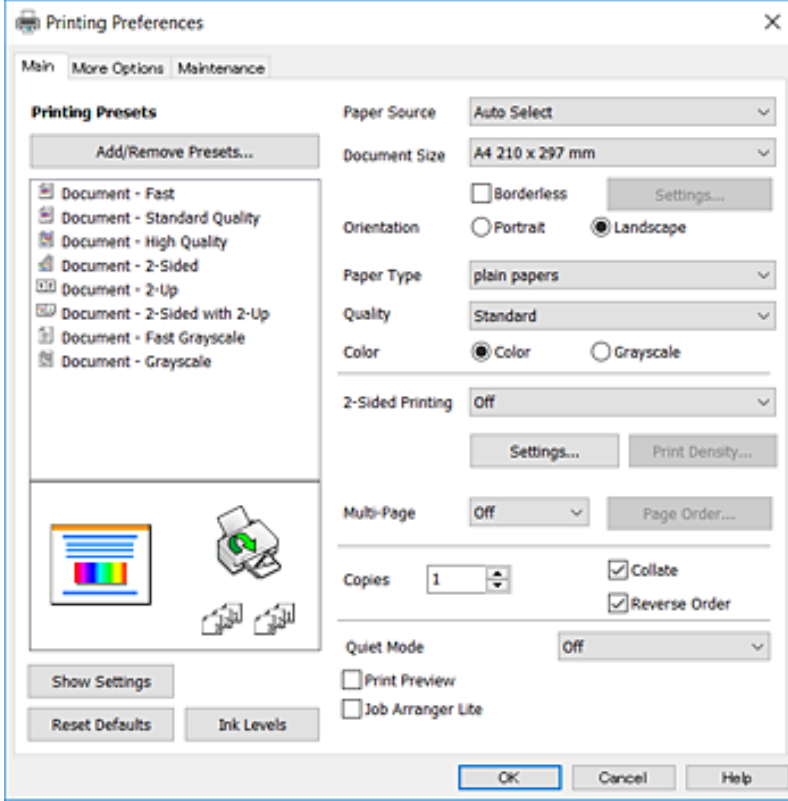 Printing Preferences
Main More Options Maintenance
Printing Presets
Add/Remove Presets...
Document - Fast
Document - Standard Quality
Document - High Quality
Document - 2-Sided
Document - 2-Up
Document - 2-Sided with 2-Up
Document - Fast Grayscale
Document - Grayscale
Show Settings
Reset Defaults Ink Levels
Paper Source Auto Select
Document Size A4 210 x 297 mm
Borderless Settings...
Orientation Portrait Landscape
Paper Type plain papers
Quality Standard
Color Color Grayscale
2-Sided Printing Off
Settings... Print Density...
Multi-Page Off Page Order...
Copies 1 Collate
Reverse Order
Quiet Mode Off
Print Preview
Job Arranger Lite
OK Cancel Help